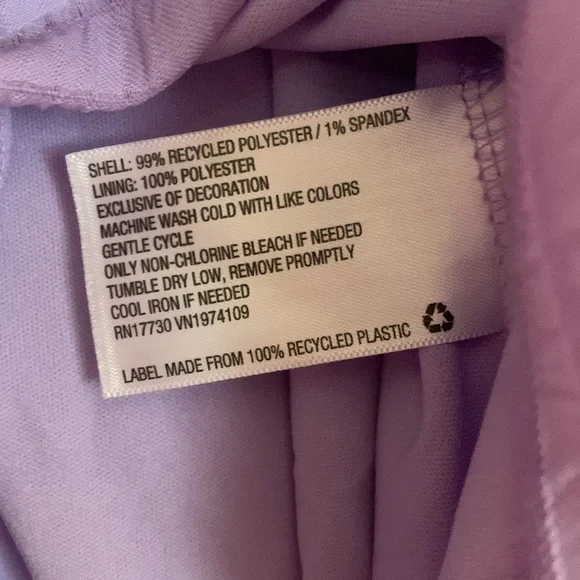 SHELL: 99% RECYCLED POLYESTER / 1% SPANDEX
LINING: 100% POLYESTER
EXCLUSIVE OF DECORATION
MACHINE WASH COLD WITH LIKE COLORS
GENTLE CYCLE
ONLY NON-CHLORINE BLEACH IF NEEDED
TUMBLE DRY LOW, REMOVE PROMPTLY
COOL IRON IF NEEDED
RN17730 VN1974109
LABEL MADE FROM 100% RECYCLED PLASTIC